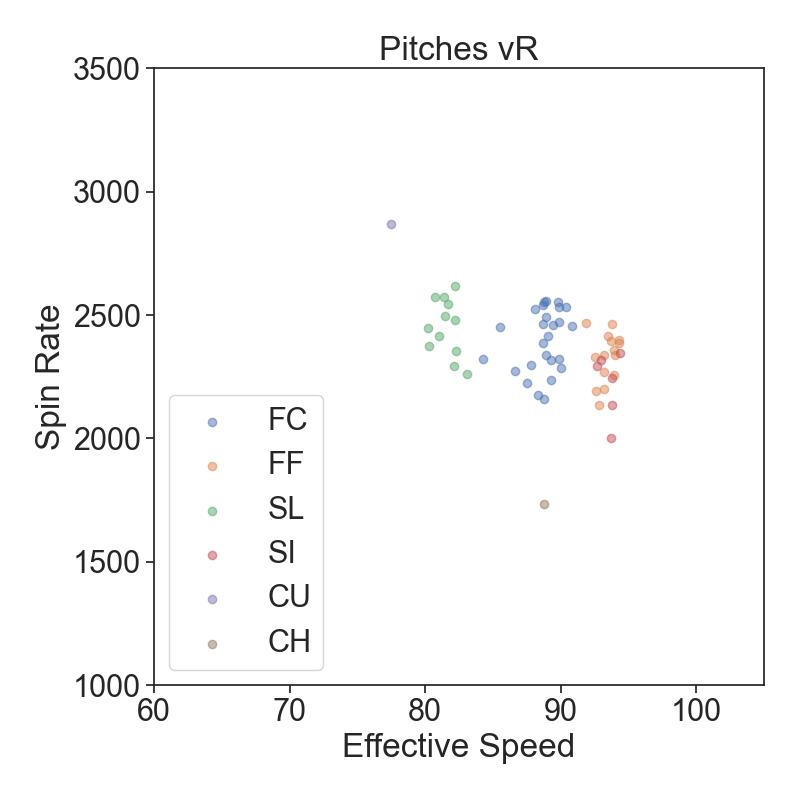 Pitches vR
3500
3000
2500
2000
1500
1000
Spin Rate
FC
FF
SL
SI
CU
CH
60 70 80 90 100
Effective Speed